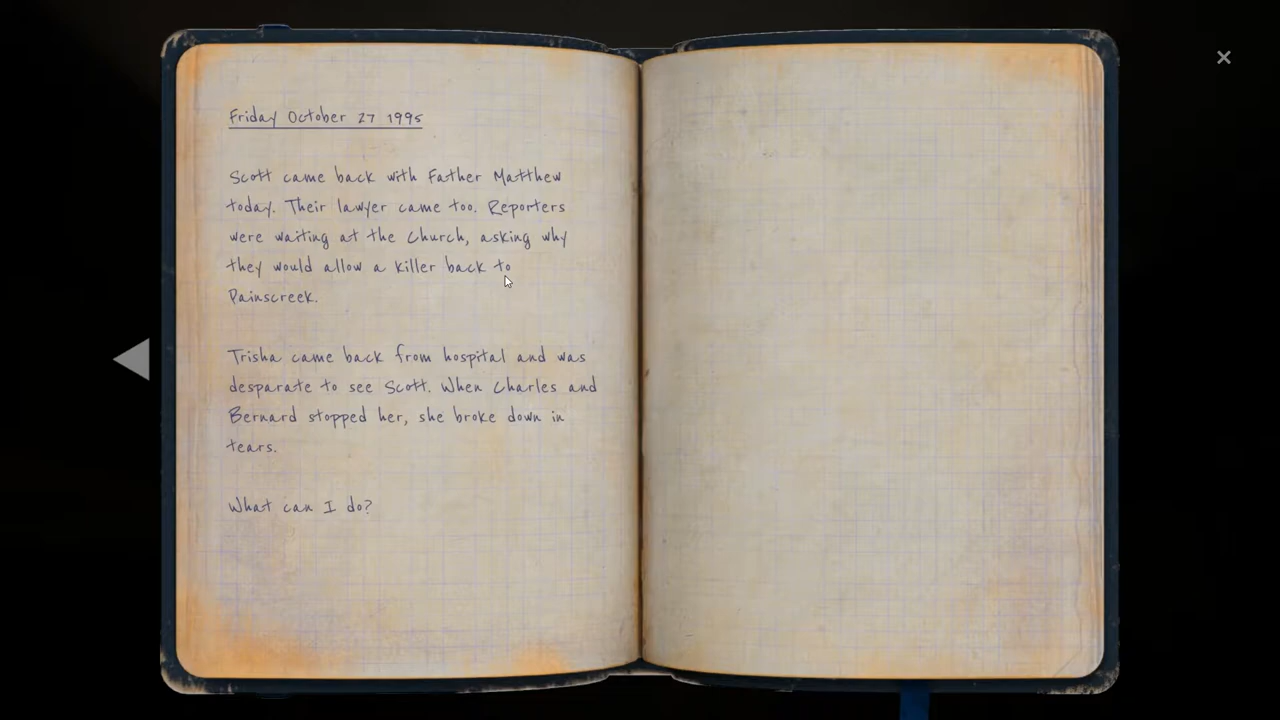 Friday October 27 1995
Scott came back with Father Matthew
today. Their lawyer came too. Reporters
were waiting at the Church, asking why
they would allow a killer back to
Painscreek.
Trisha came back from hospital and was
desparate to see Scott. When Charles and
Bernard stopped her, she broke down in
tears.
What can I do?